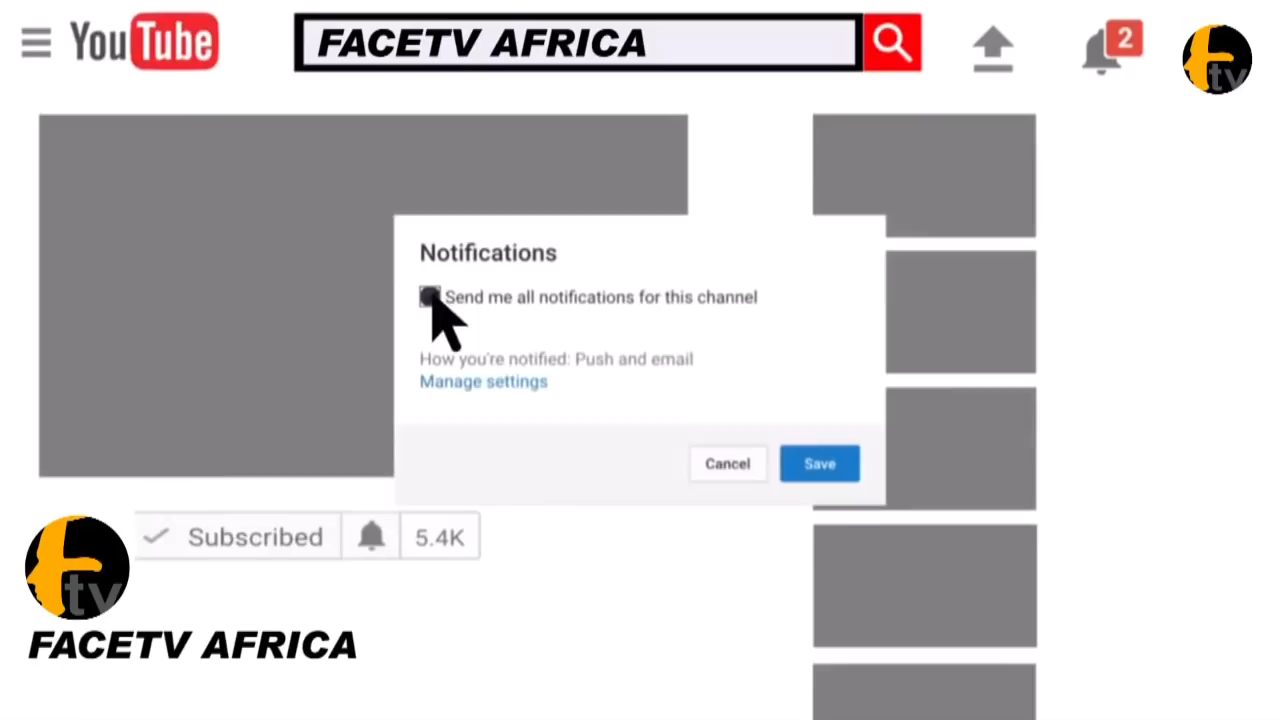 YouTube
FACETV AFRICA
2
tv
Notifications
Send me all notifications for this channel
How you're notified: Push and email
Manage settings
Cancel
Save
Subscribed
5.4K
tv
FACETV AFRICA